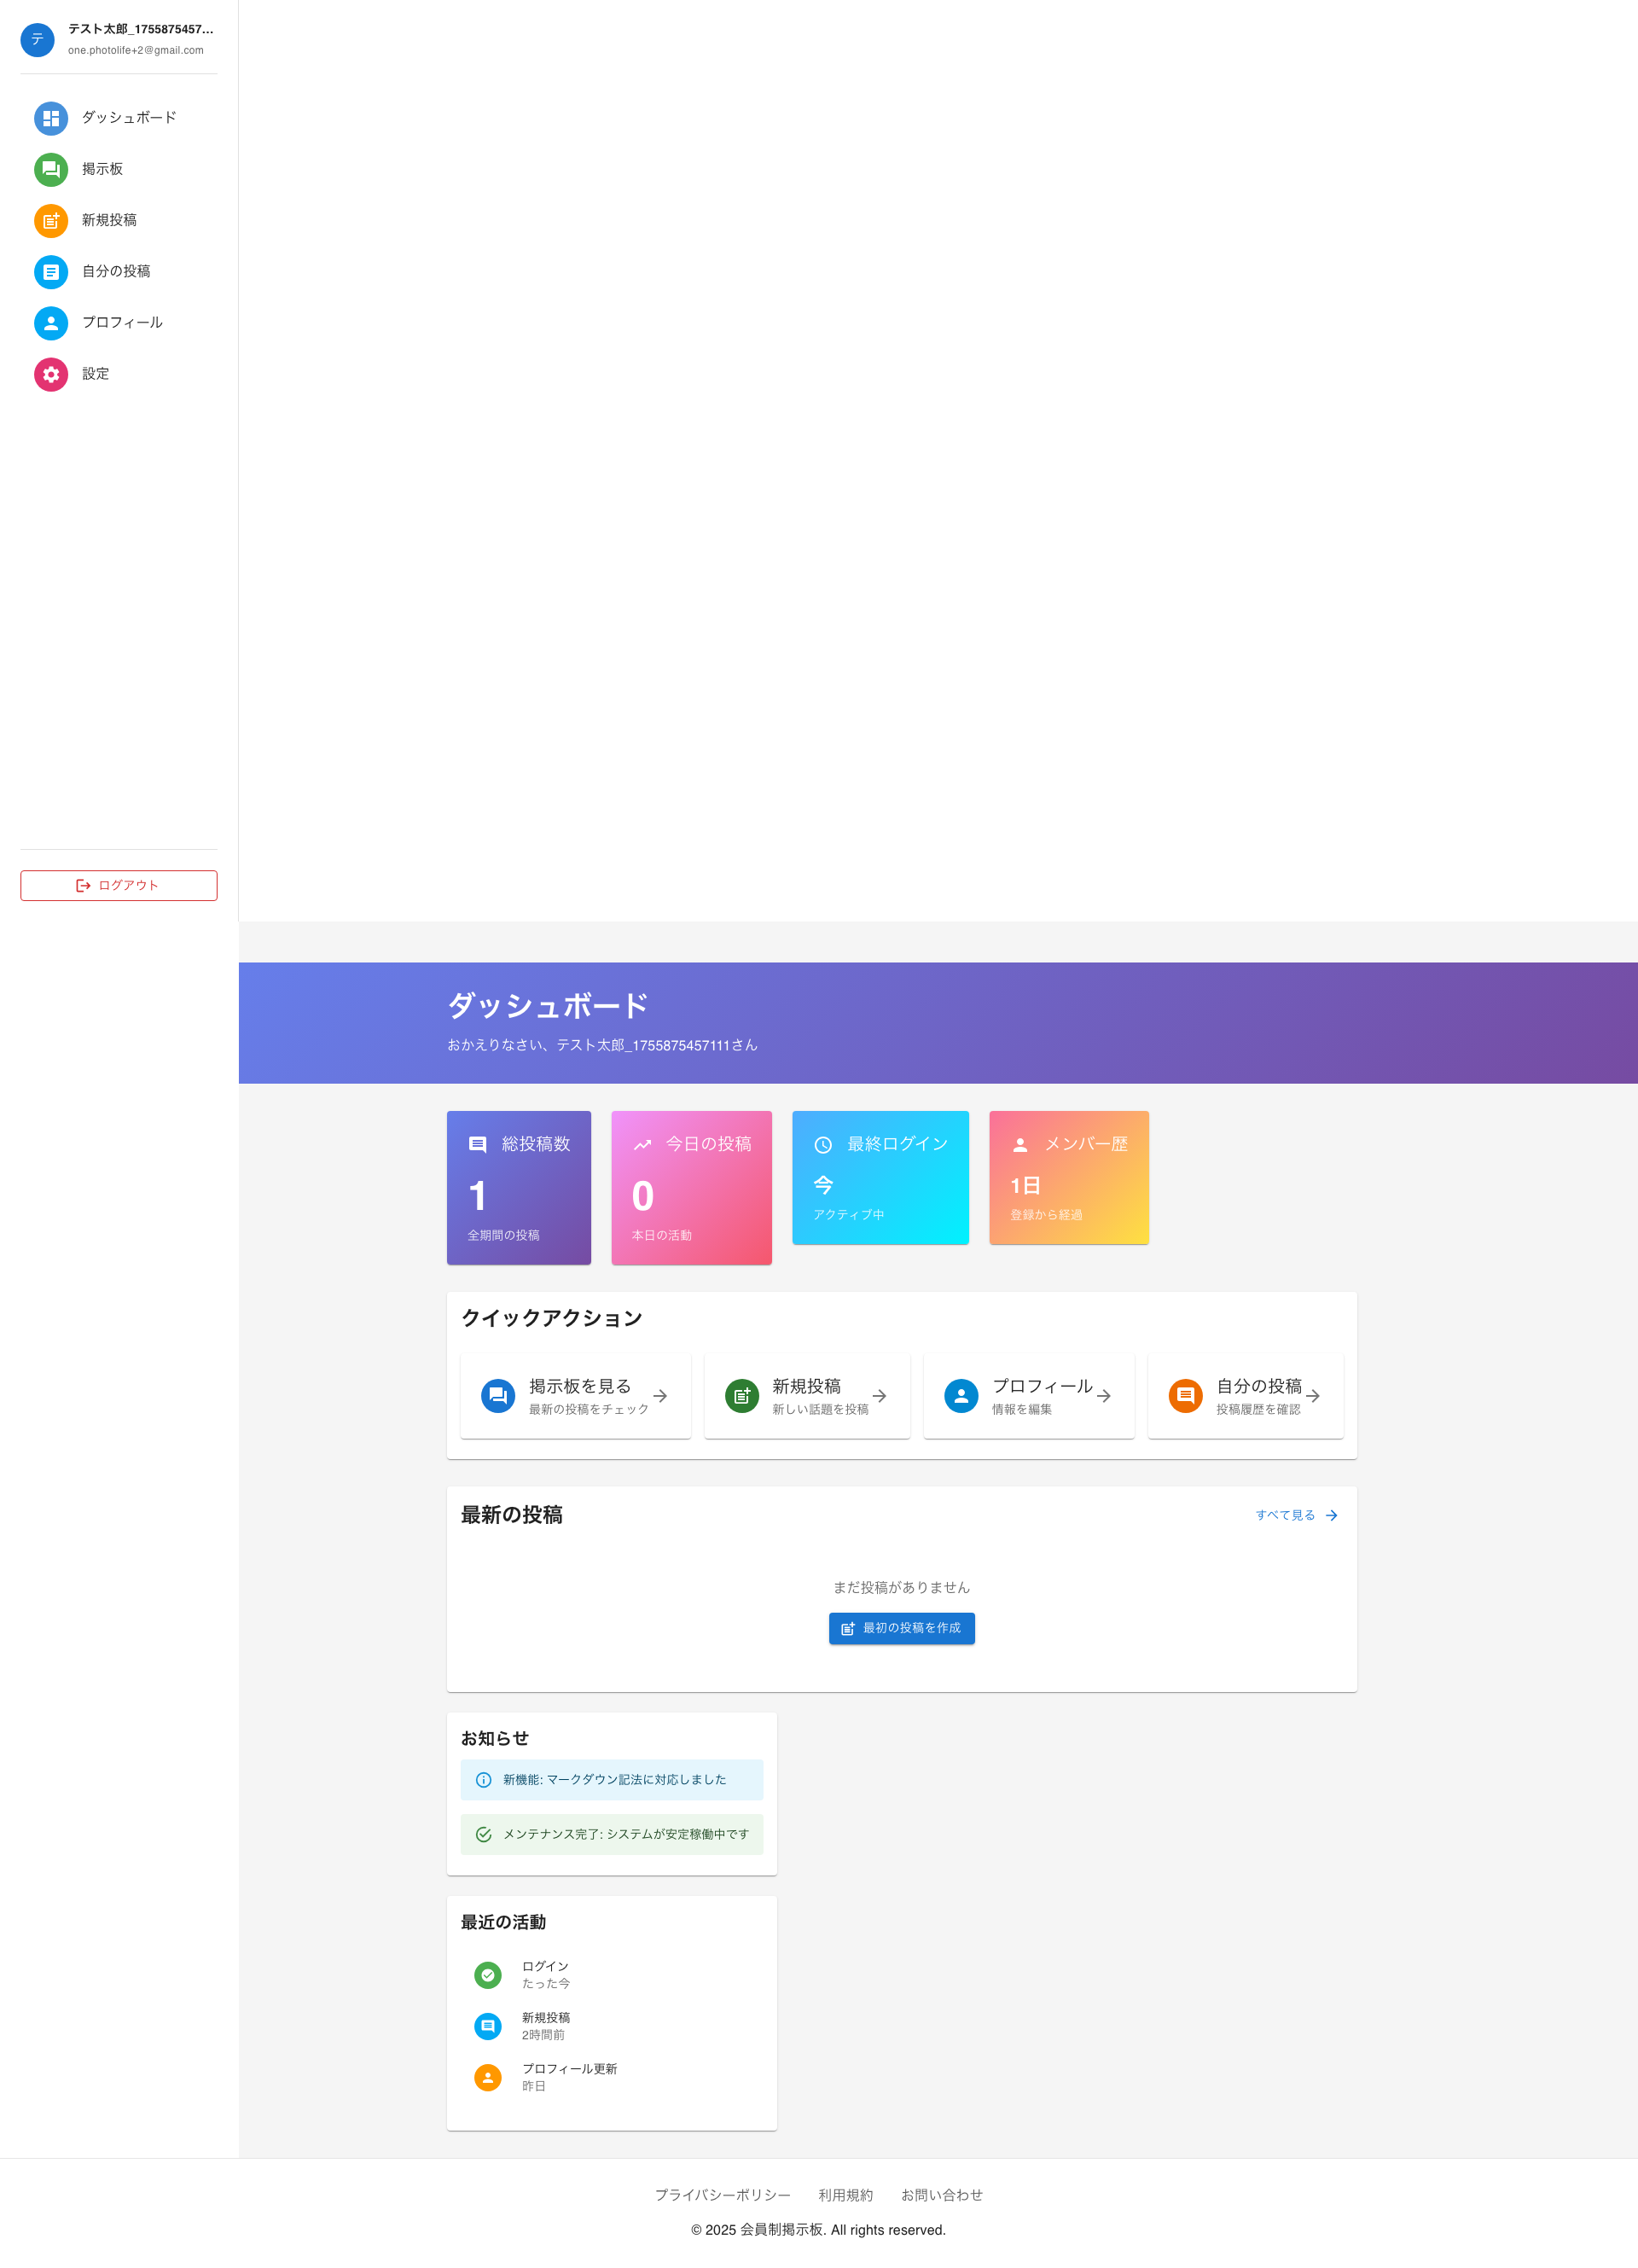 テ
テスト太郎_1755875457...
one.photolife+2@gmail.com
ダッシュボード
掲示板
新規投稿
自分の投稿
プロフィール
設定
ログアウト
ダッシュボード
おかえりなさい、テスト太郎_1755875457111さん
総投稿数
1
全期間の投稿
今日の投稿
0
本日の活動
最終ログイン
今
アクティブ中
メンバー歴
1日
登録から経過
クイックアクション
掲示板を見る
最新の投稿をチェック
新規投稿
新しい話題を投稿
プロフィール
情報を編集
自分の投稿
投稿履歴を確認
最新の投稿
すべて見る
まだ投稿がありません
最初の投稿を作成
お知らせ
新機能: マークダウン記法に対応しました
メンテナンス完了: システムが安定稼働中です
最近の活動
ログイン
たった今
新規投稿
2時間前
プロフィール更新
昨日
プライバシーポリシー 利用規約 お問い合わせ
© 2025 会員制掲示板. All rights reserved.